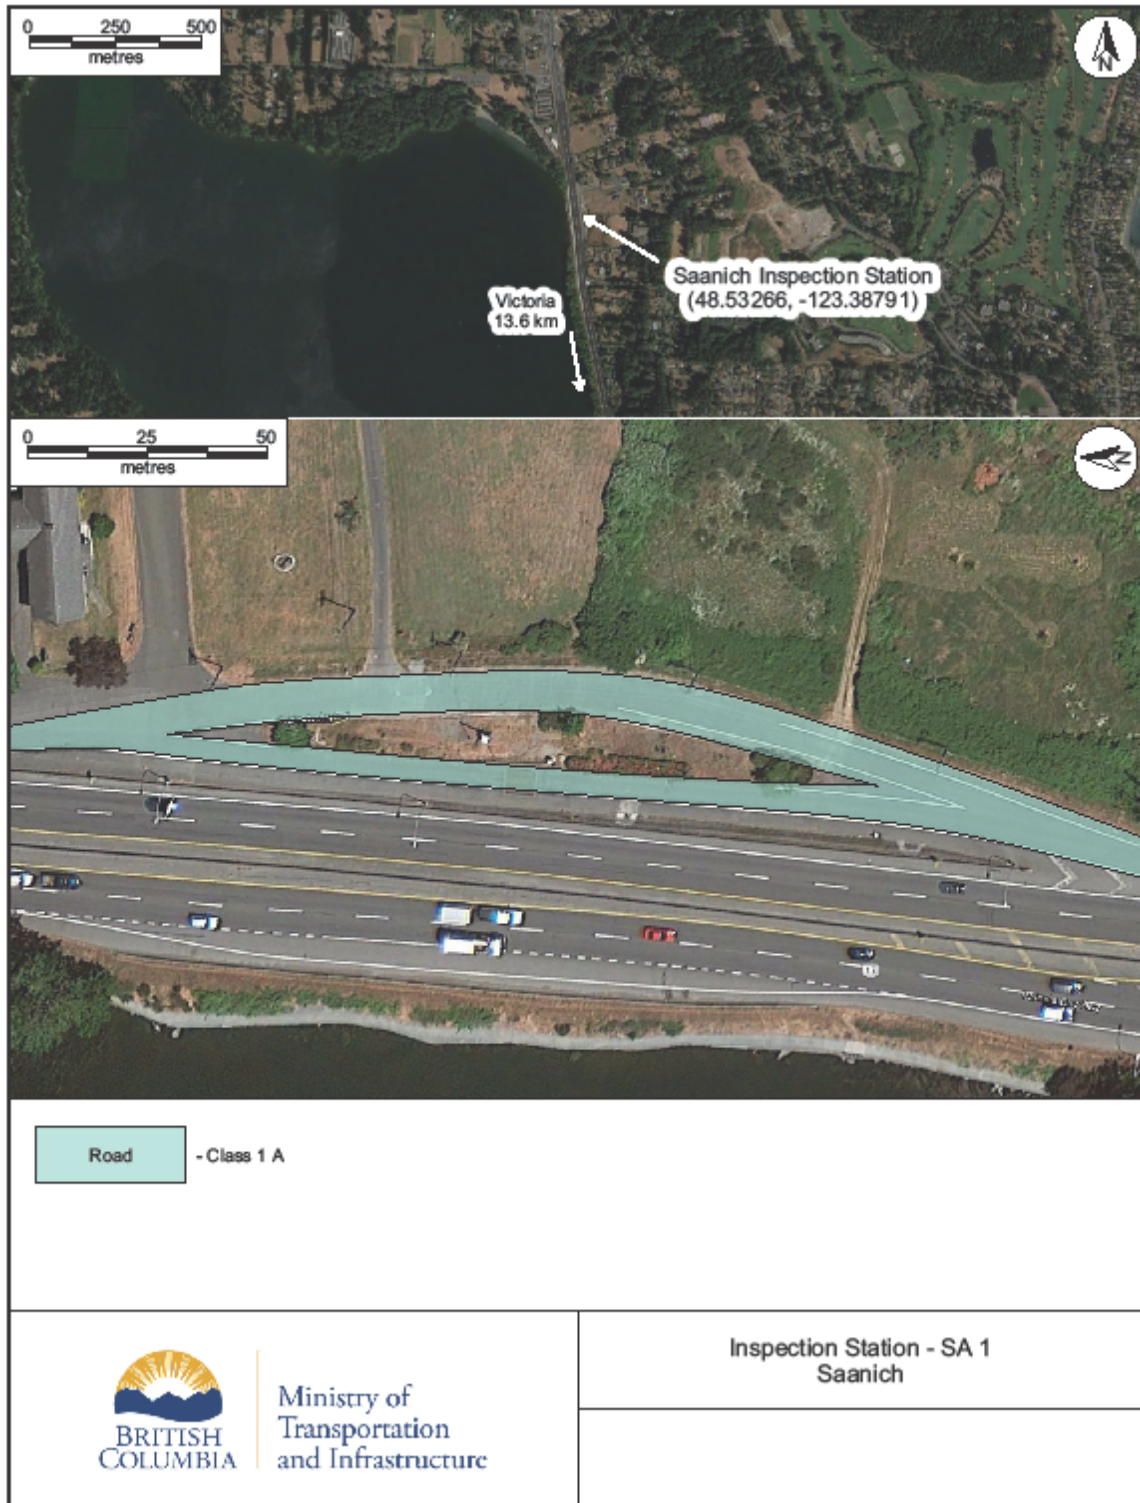 0 250 500
metres
N
Saanich Inspection Station
(48.53266, -123.38791)
Victoria
13.6 km
0 25 50
metres
N
17
Road
- Class 1 A
BRITISH
COLUMBIA
Ministry of
Transportation
and Infrastructure
Inspection Station - SA 1
Saanich